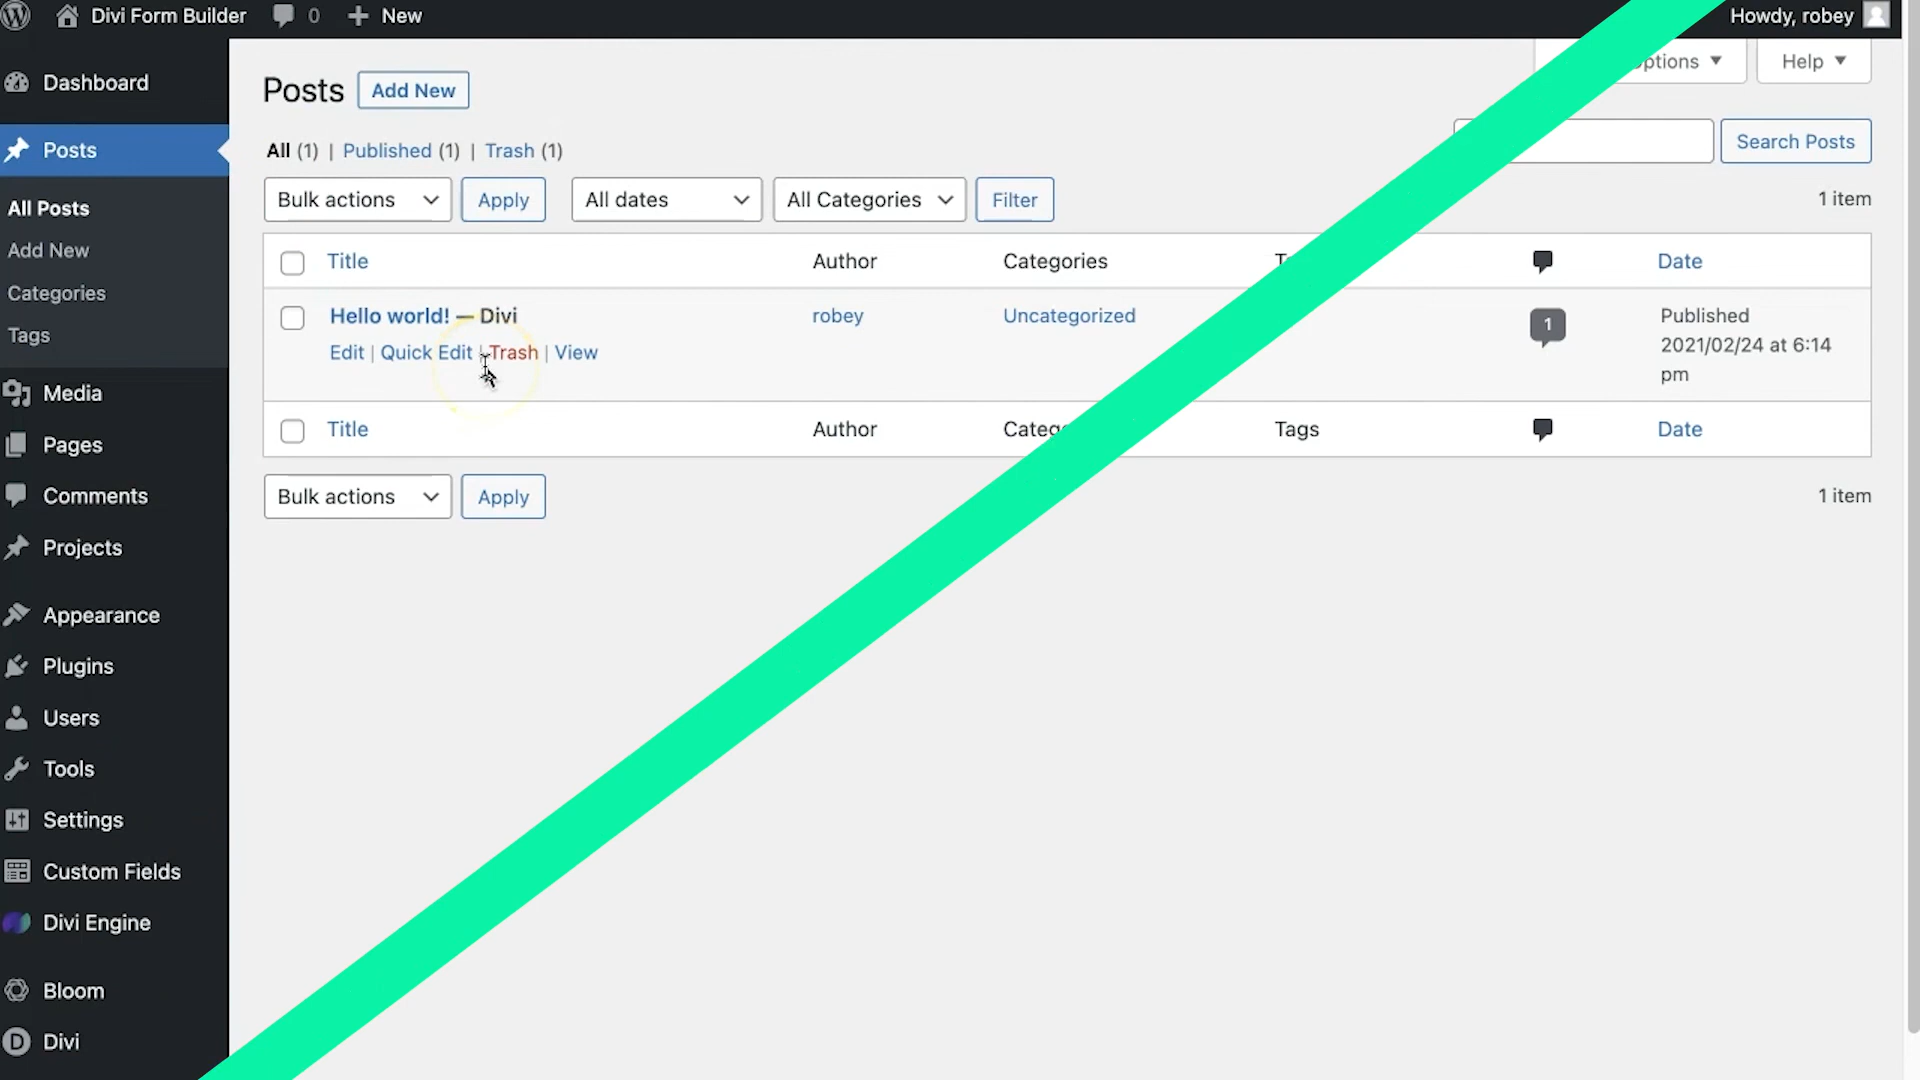 Divi Form Builder 0 New Howdy, robey
Dashboard
Posts
All Posts
Add New
Categories
Tags
Media
Pages
Comments
Projects
Appearance
Plugins
Users
Tools
Settings
Custom Fields
Divi Engine
Bloom
D Divi
Help
Posts Add New
All (1) | Published (1) | Trash (1)
Search Posts
Bulk actions Apply All dates All Categories Filter 1 item
Title Author Categories Date
Hello world! — Divi robey Uncategorized 1 Published
2021/02/24 at 6:14
pm
Edit | Quick Edit | Trash | View
Title Author Tags Date
Bulk actions Apply 1 item